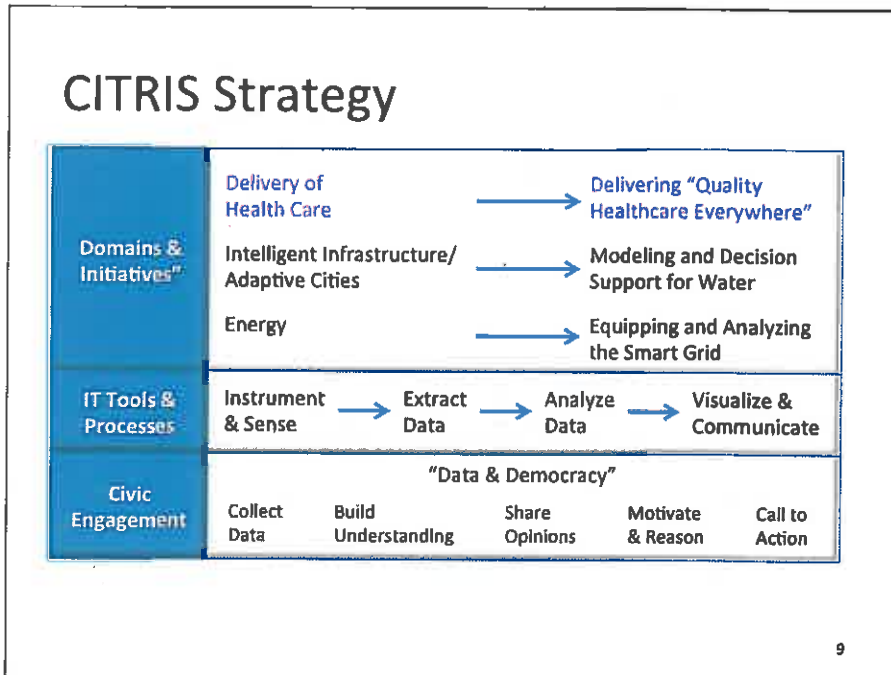 CITRIS Strategy
Domains &
Initiatives"
Delivery of
Health Care
Delivering "Quality
Healthcare Everywhere"
Intelligent Infrastructure/
Adaptive Cities
Modeling and Decision
Support for Water
Energy
Equipping and Analyzing
the Smart Grid
IT Tools &
Processes
Instrument
& Sense
Extract
Data
Analyze
Data
Visualize &
Communicate
Civic
Engagement
"Data & Democracy"
Collect
Data
Build
Understanding
Share
Opinions
Motivate
& Reason
Call to
Action
9